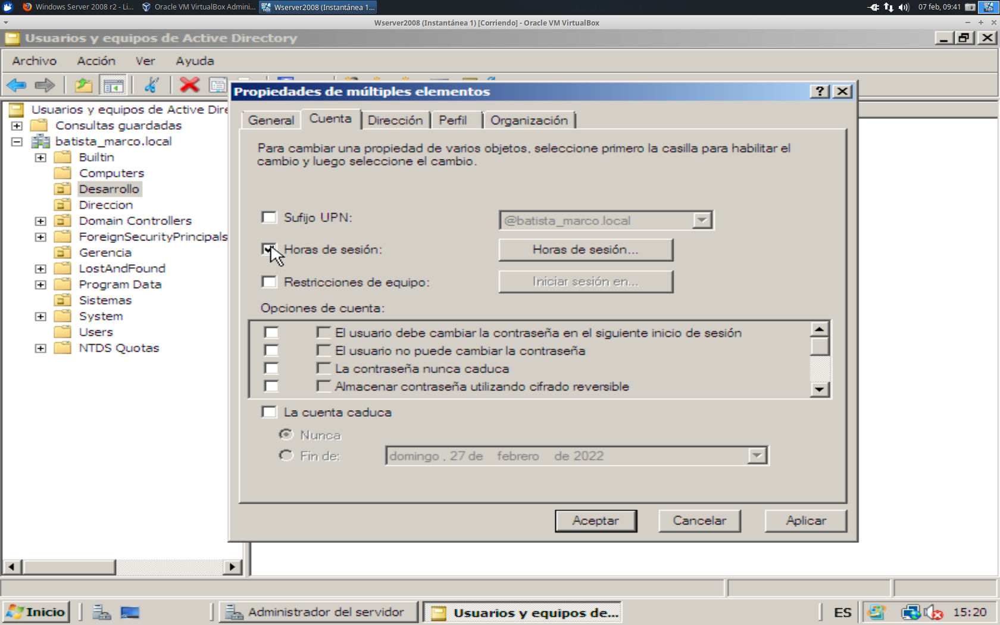 Windows Server 2008 r2 - Li...
Oracle VM VirtualBox Admini...
Wserver2008 (Instantánea 1...
07 feb, 09:41
Wserver2008 (Instantánea 1) [Corriendo] - Oracle VM VirtualBox
Usuarios y equipos de Active Directory
Archivo Acción Ver Ayuda
Propiedades de múltiples elementos
Usuarios y equipos de Active Dire
Consultas guardadas
batista_marco.local
Builtin
Computers
Desarrollo
Direccion
Domain Controllers
ForeignSecurityPrincipals
Gerencia
LostAndFound
Program Data
Sistemas
System
Users
NTDS Quotas
General Cuenta Dirección Perfil Organización
Para cambiar una propiedad de varios objetos, seleccione primero la casilla para habilitar el
cambio y luego seleccione el cambio.
Sufijo UPN: @batista_marco.local
Horas de sesión: Horas de sesión...
Restricciones de equipo: Iniciar sesión en...
Opciones de cuenta:
El usuario debe cambiar la contraseña en el siguiente inicio de sesión
El usuario no puede cambiar la contraseña
La contraseña nunca caduca
Almacenar contraseña utilizando cifrado reversible
La cuenta caduca
Nunca
Fin de: domingo , 27 de febrero de 2022
Aceptar Cancelar Aplicar
Inicio
Administrador del servidor
Usuarios y equipos de...
ES
15:20